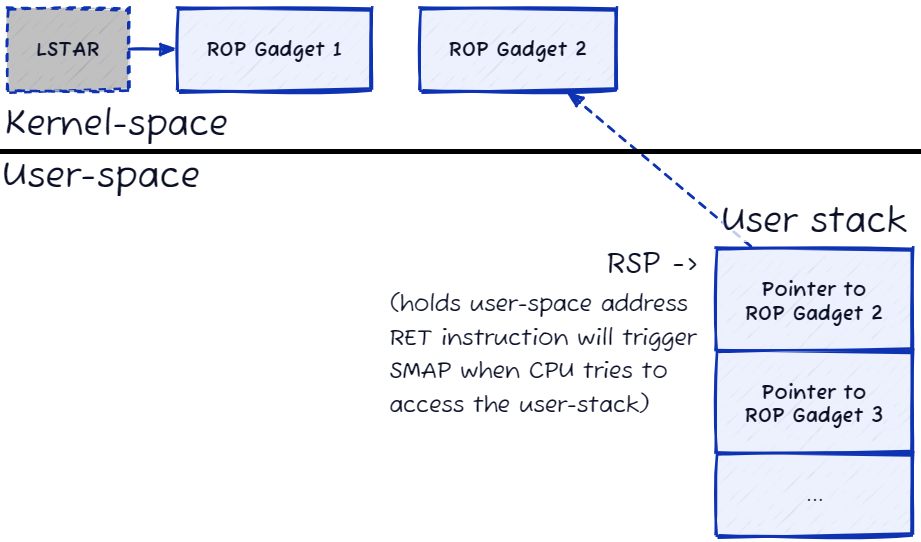 LSTAR
ROP Gadget 1
ROP Gadget 2
Kernel-space
User-space
User stack
RSP ->
(holds user-space address
RET instruction will trigger
SMAP when CPU tries to
access the user-stack)
Pointer to
ROP Gadget 2
Pointer to
ROP Gadget 3
...